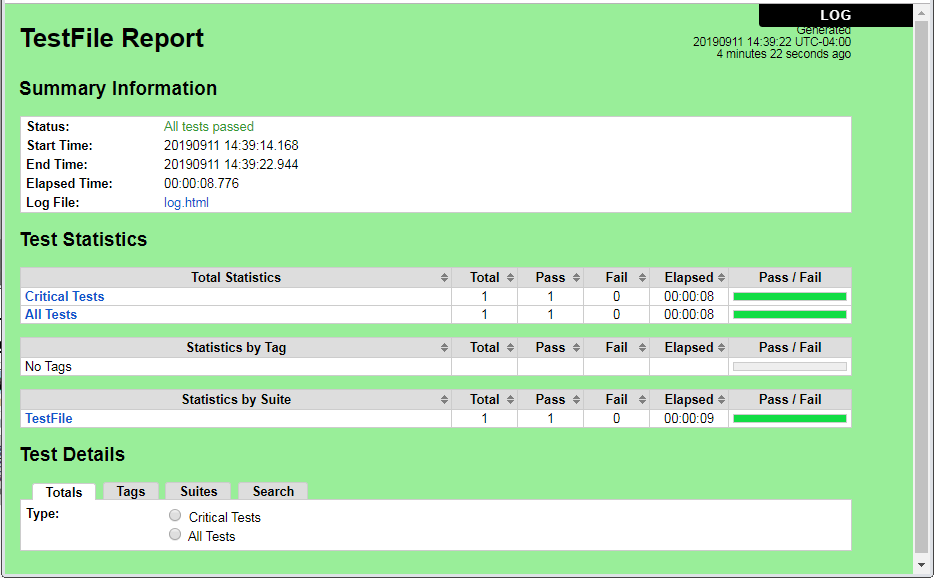 LOG
TestFile Report
Generated
20190911 14:39:22 UTC-04:00
4 minutes 22 seconds ago
Summary Information
Status: All tests passed
Start Time: 20190911 14:39:14.168
End Time: 20190911 14:39:22.944
Elapsed Time: 00:00:08.776
Log File: log.html
Test Statistics
Total Statistics Total Pass Fail Elapsed Pass / Fail
Critical Tests 1 1 0 00:00:08
All Tests 1 1 0 00:00:08
Statistics by Tag Total Pass Fail Elapsed Pass / Fail
No Tags
Statistics by Suite Total Pass Fail Elapsed Pass / Fail
TestFile 1 1 0 00:00:09
Test Details
Totals Tags Suites Search
Type: Critical Tests
All Tests